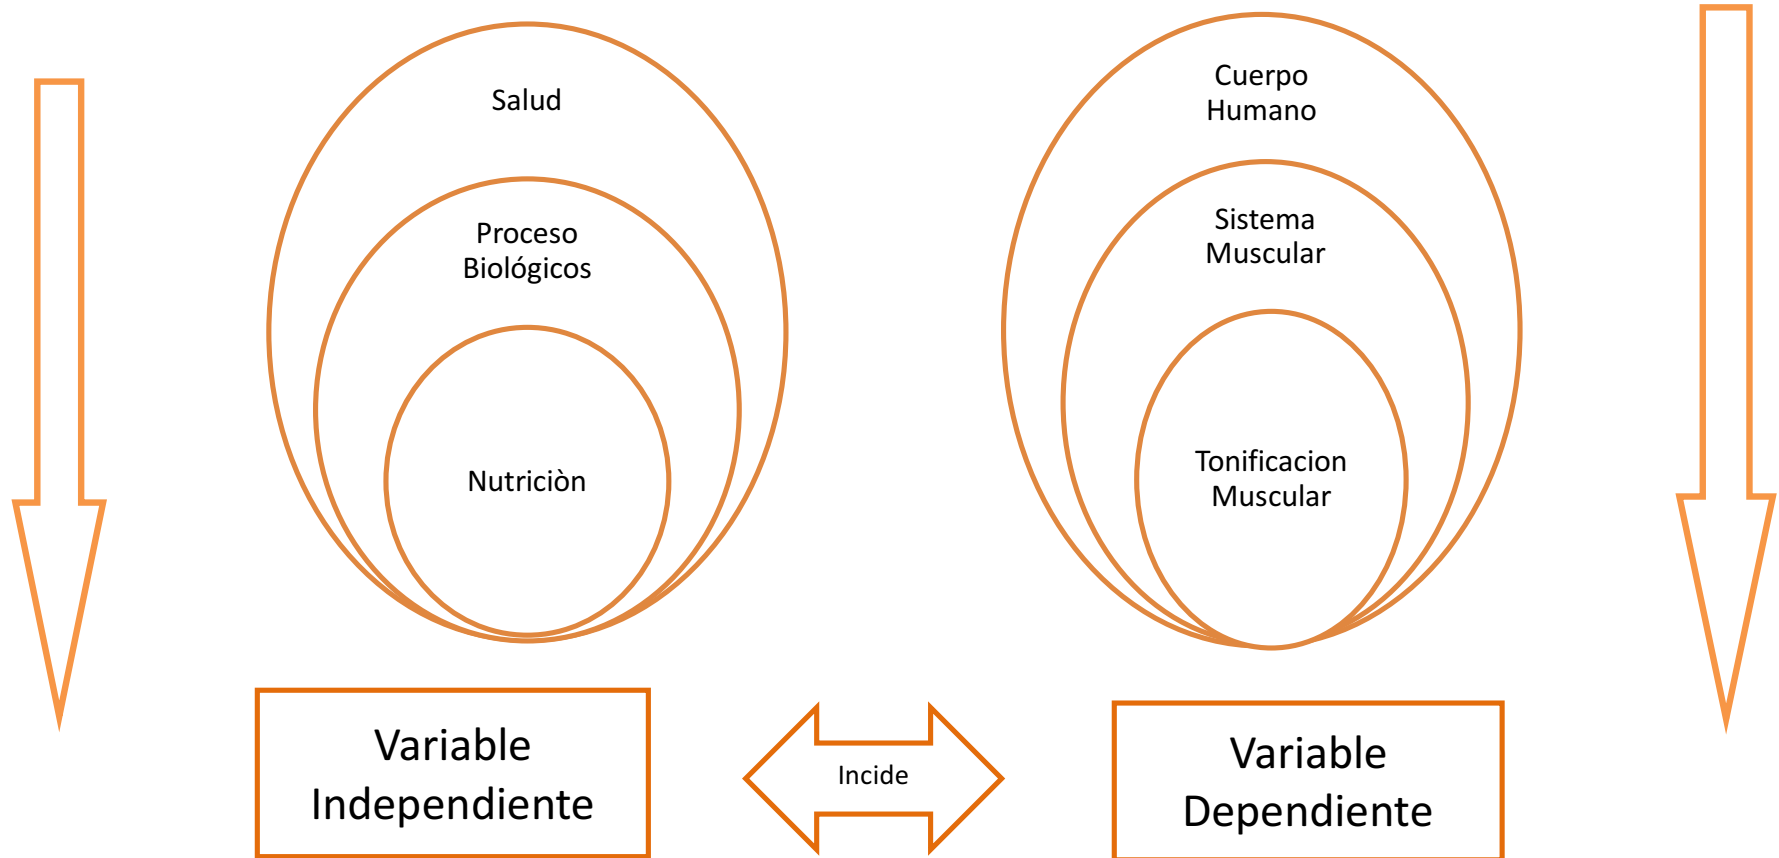 Salud
Proceso
Biológicos
Nutriciòn
Cuerpo
Humano
Sistema
Muscular
Tonificacion
Muscular
Variable
Independiente
Incide
Variable
Dependiente